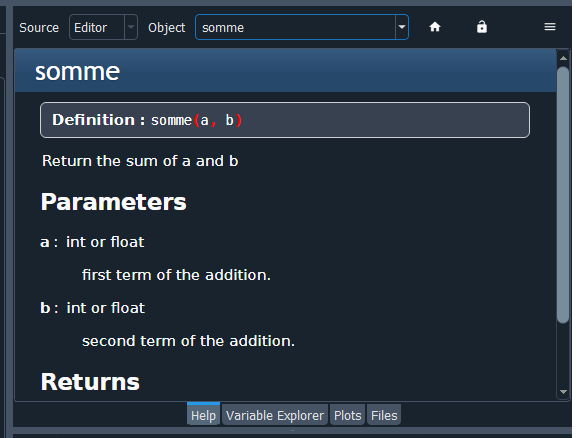 Source Editor Object somme
somme
Definition : somme(a, b)
Return the sum of a and b
Parameters
a : int or float
first term of the addition.
b : int or float
second term of the addition.
Returns
Help Variable Explorer Plots Files